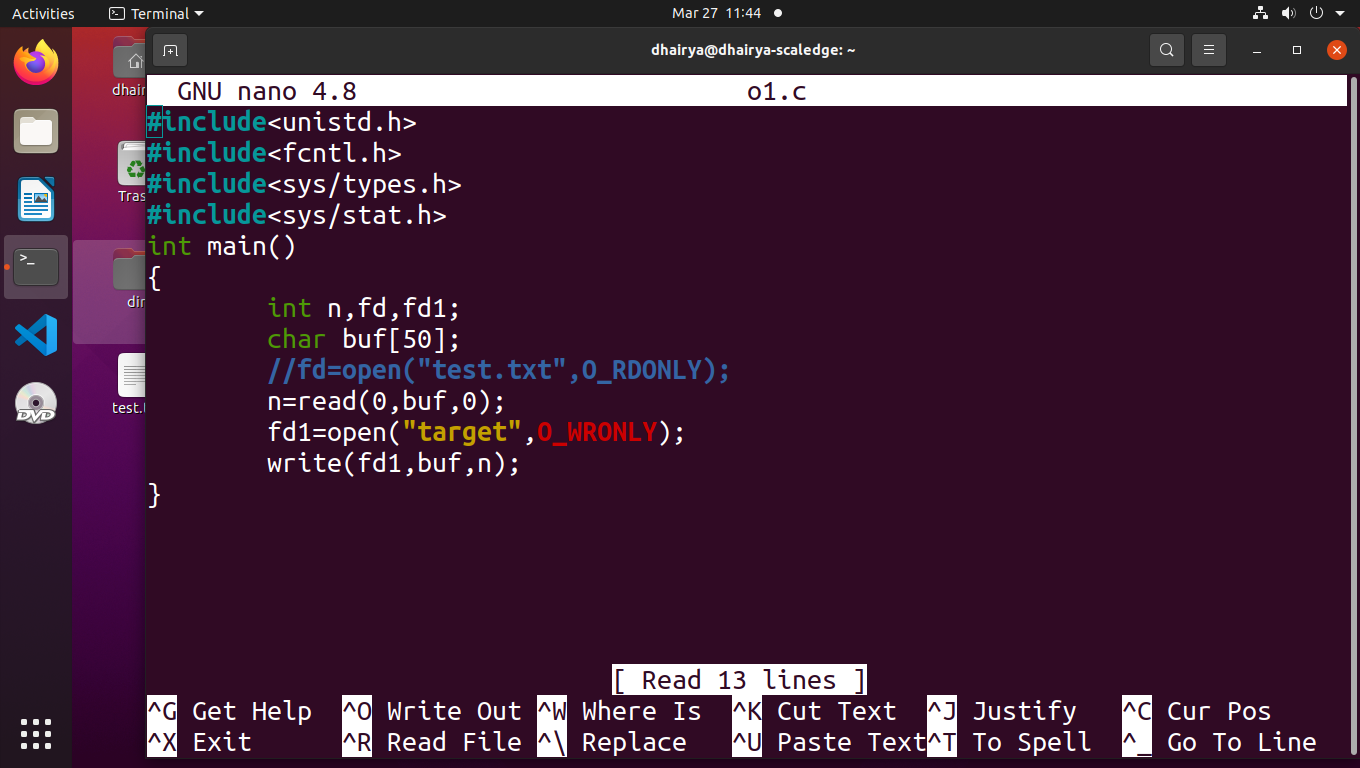 Activities Terminal Mar 27 11:44
dhairya@dhairya-scaledge: ~
GNU nano 4.8 o1.c
#include<unistd.h>
#include<fcntl.h>
#include<sys/types.h>
#include<sys/stat.h>
int main()
{
int n,fd,fd1;
char buf[50];
//fd=open("test.txt",O_RDONLY);
n=read(0,buf,0);
fd1=open("target",O_WRONLY);
write(fd1,buf,n);
}
[ Read 13 lines ]
^G Get Help ^O Write Out ^W Where Is ^K Cut Text ^J Justify ^C Cur Pos
^X Exit ^R Read File ^\ Replace ^U Paste Text ^T To Spell ^_ Go To Line
dhair
Tras
dir
test.t
>_
DVD